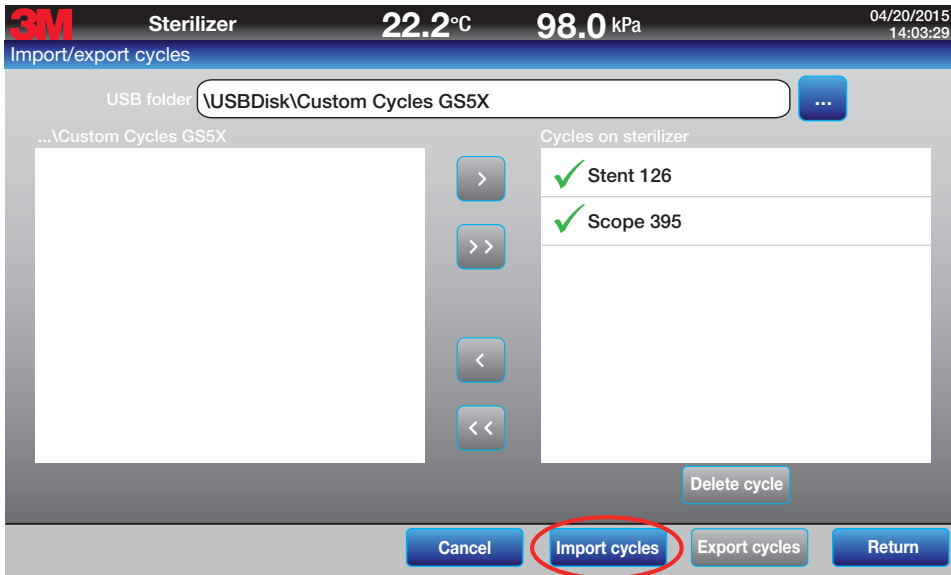 3M Sterilizer 22.2°C 98.0 kPa 04/20/2015
14:03:29
Import/export cycles
USB folder \USBDisk\Custom Cycles GS5X ...
...\Custom Cycles GS5X Cycles on sterilizer
Stent 126
Scope 395
>
>>
<
<<
Delete cycle
Cancel Import cycles Export cycles Return